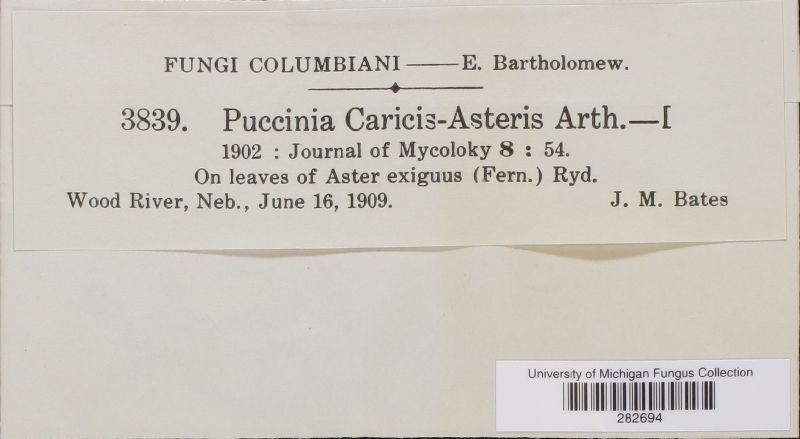 FUNGI COLUMBIANI——E. Bartholomew.
3839. Puccinia Caricis-Asteris Arth.—I
1902 : Journal of Mycoloky 8 : 54.
On leaves of Aster exiguus (Fern.) Ryd.
Wood River, Neb., June 16, 1909. J. M. Bates
University of Michigan Fungus Collection
282694